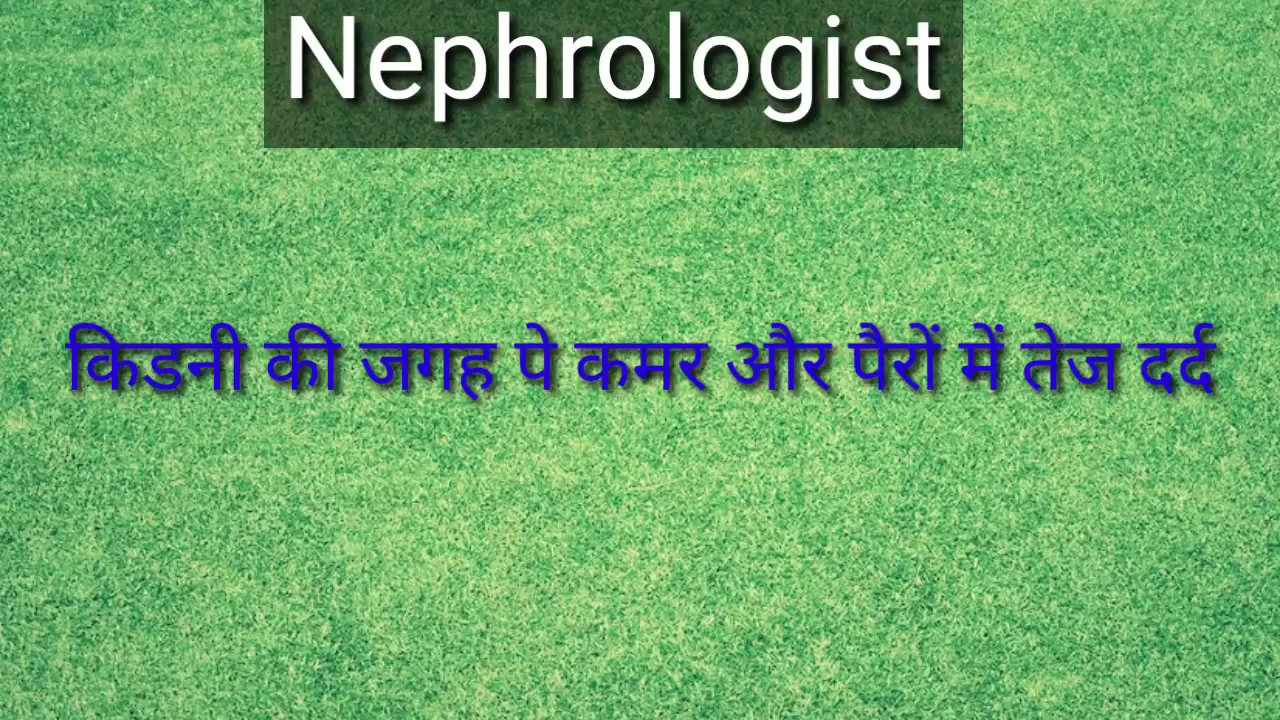 Nephrologist
किडनी की जगह पे कमर और पैरों में तेज दर्द